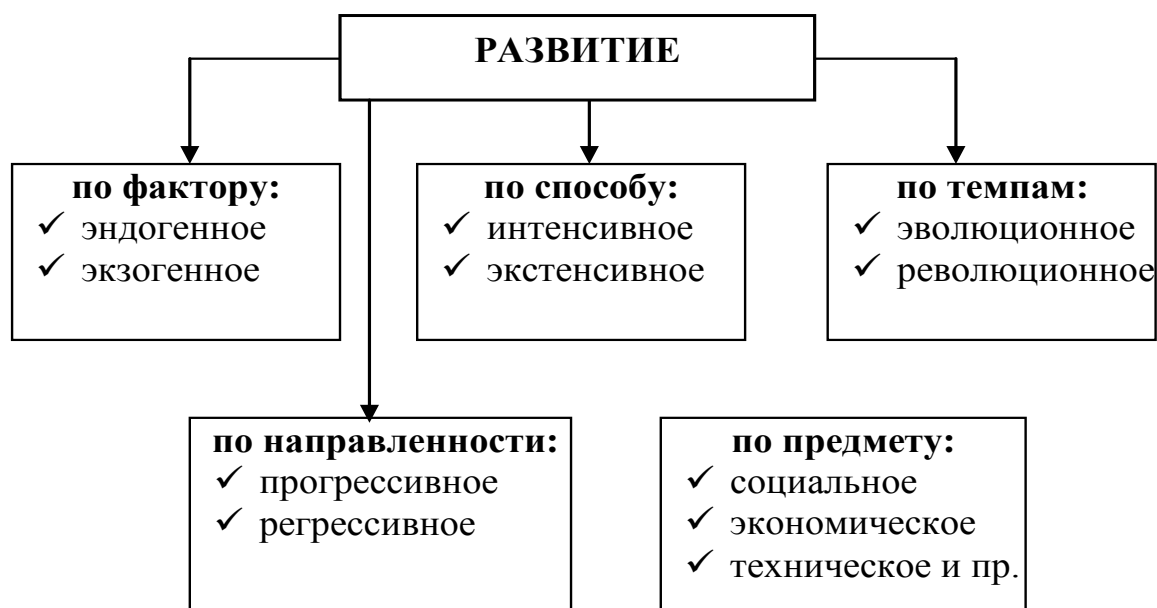 РАЗВИТИЕ
по фактору:
✓ эндогенное
✓ экзогенное
по способу:
✓ интенсивное
✓ экстенсивное
по темпам:
✓ эволюционное
✓ революционное
по направленности:
✓ прогрессивное
✓ регрессивное
по предмету:
✓ социальное
✓ экономическое
✓ техническое и пр.